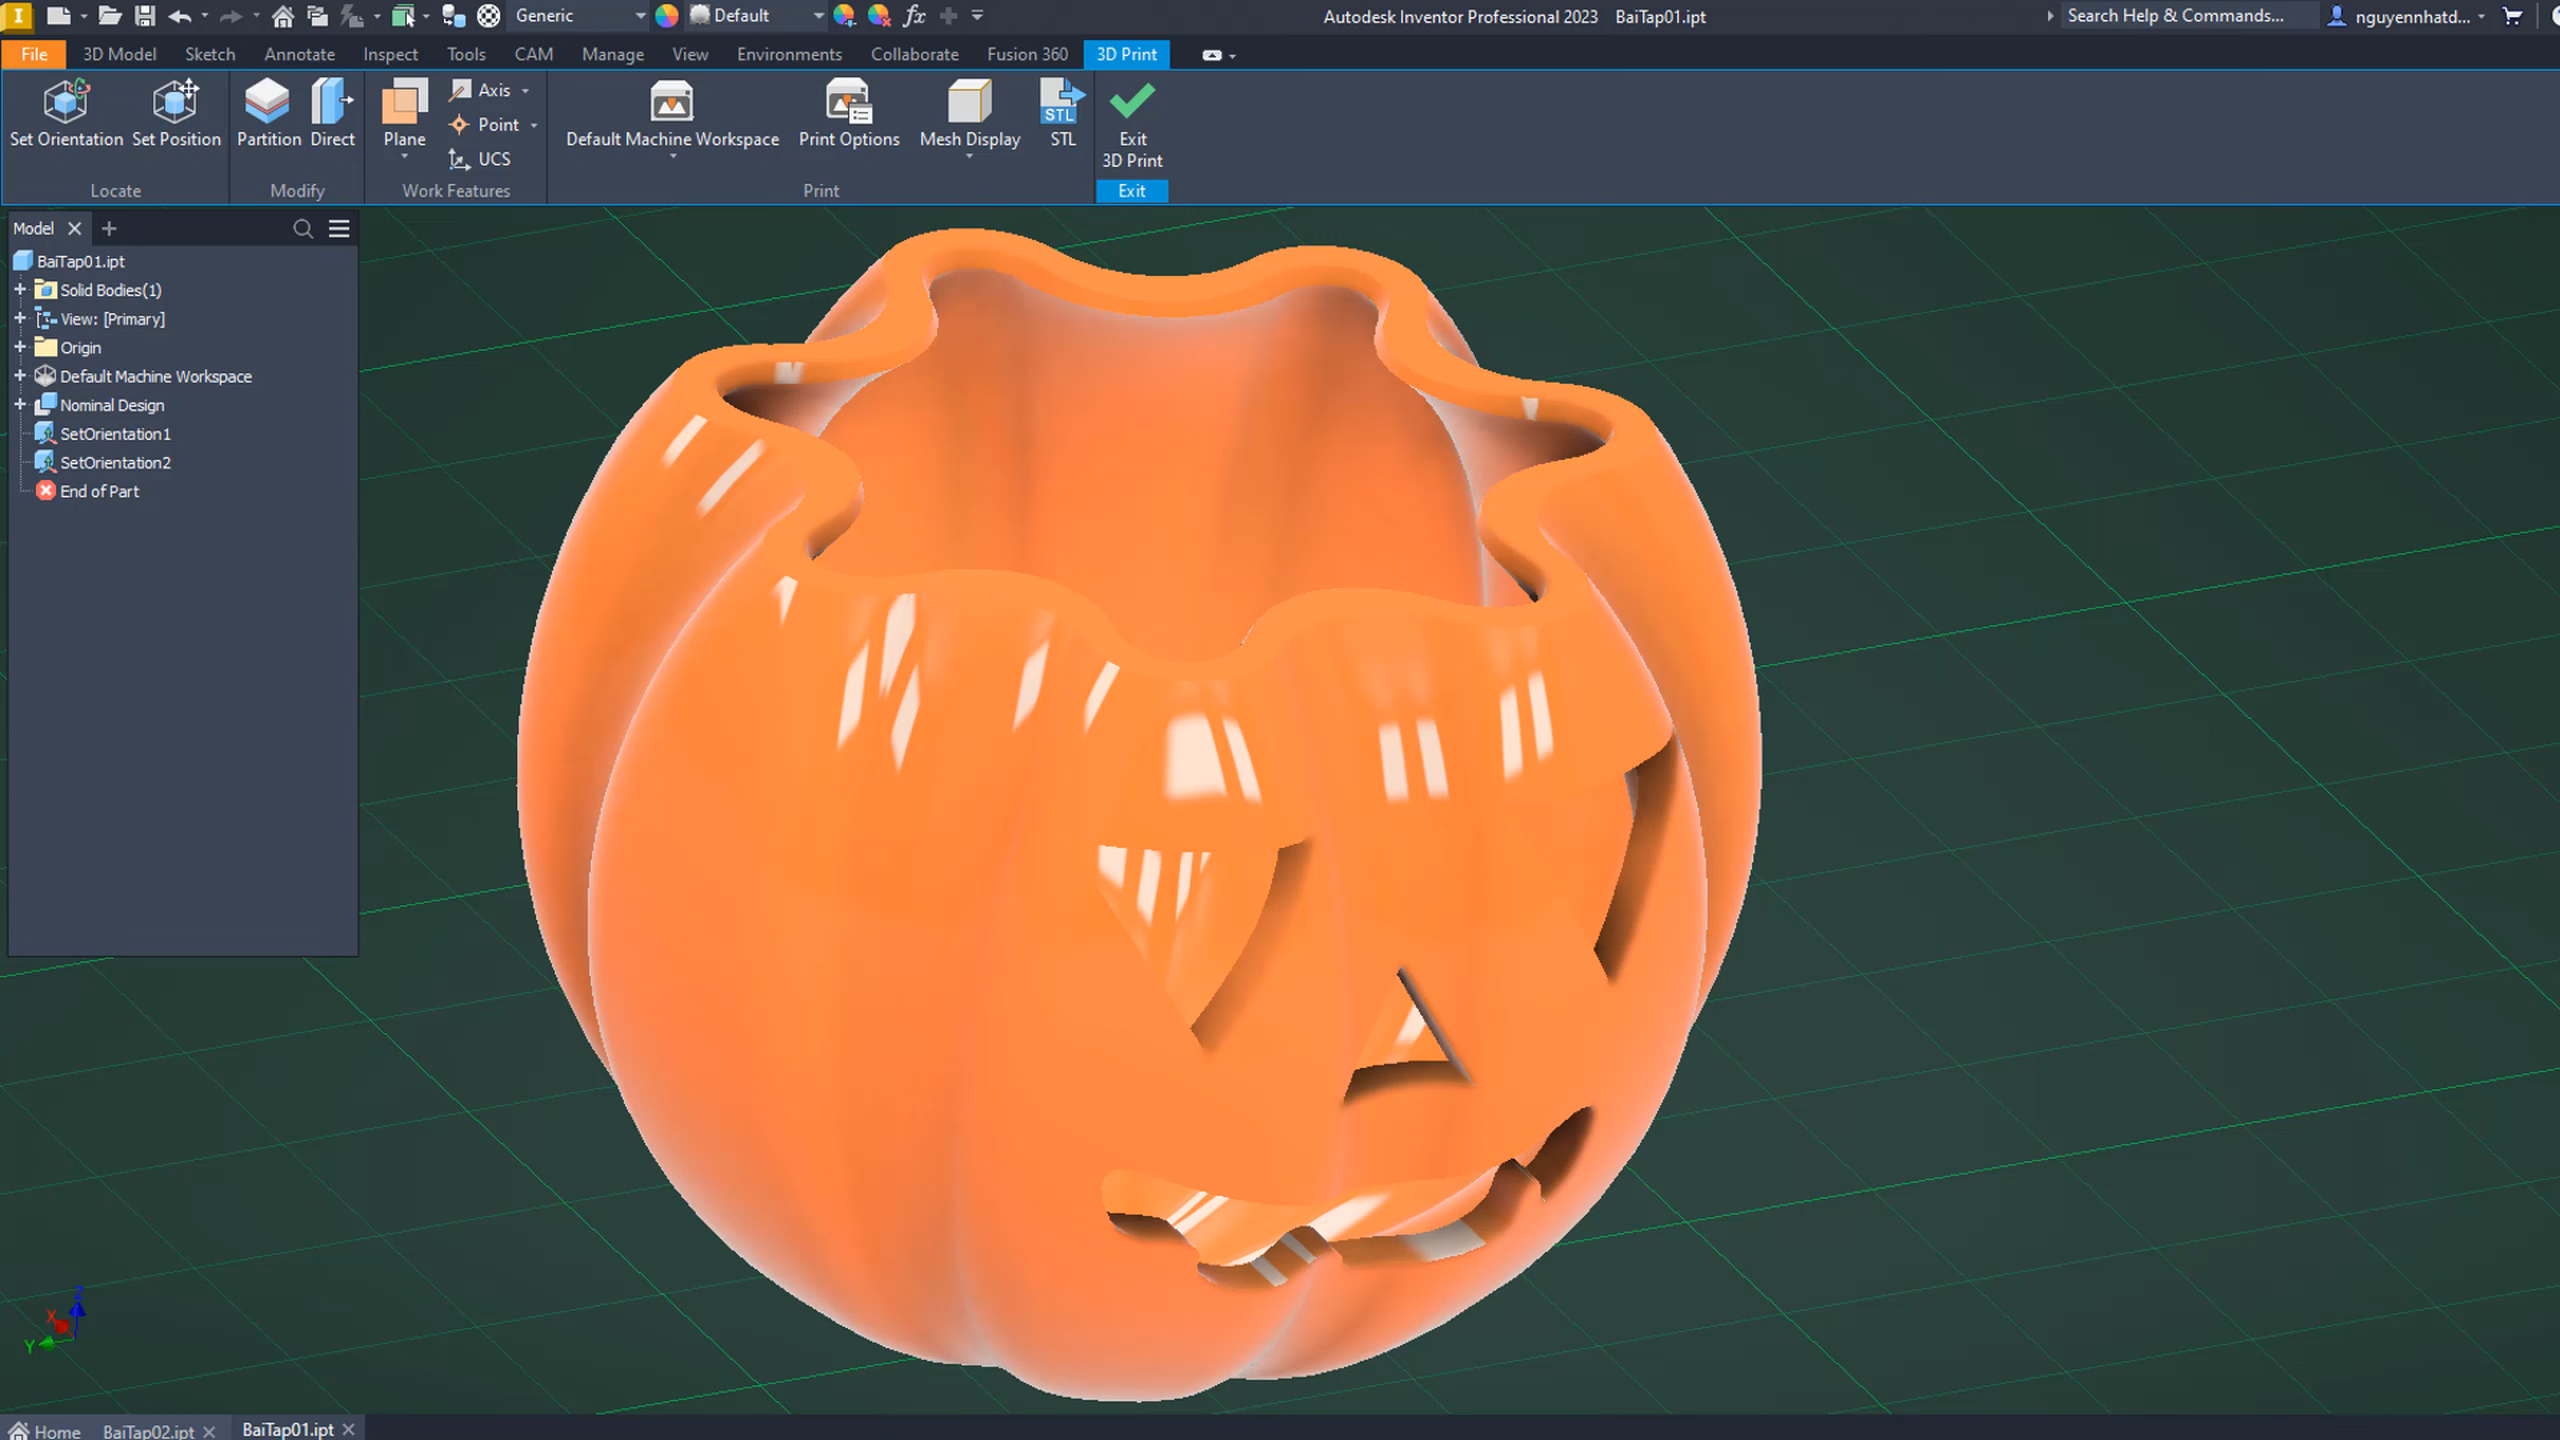 I Generic Default fx Autodesk Inventor Professional 2023 BaiTap01.ipt Search Help & Commands... nguyennhatd...
File 3D Model Sketch Annotate Inspect Tools CAM Manage View Environments Collaborate Fusion 360 3D Print
Set Orientation Set Position
Locate
Partition Direct
Modify
Plane
Axis
Point
UCS
Work Features
Default Machine Workspace Print Options Mesh Display
STL
STL
Print
Exit
3D Print
Exit
Model
BaiTap01.ipt
Solid Bodies(1)
View: [Primary]
Origin
Default Machine Workspace
Nominal Design
SetOrientation1
SetOrientation2
End of Part
Z
X
Y
Home BaiTap02.ipt BaiTap01.ipt